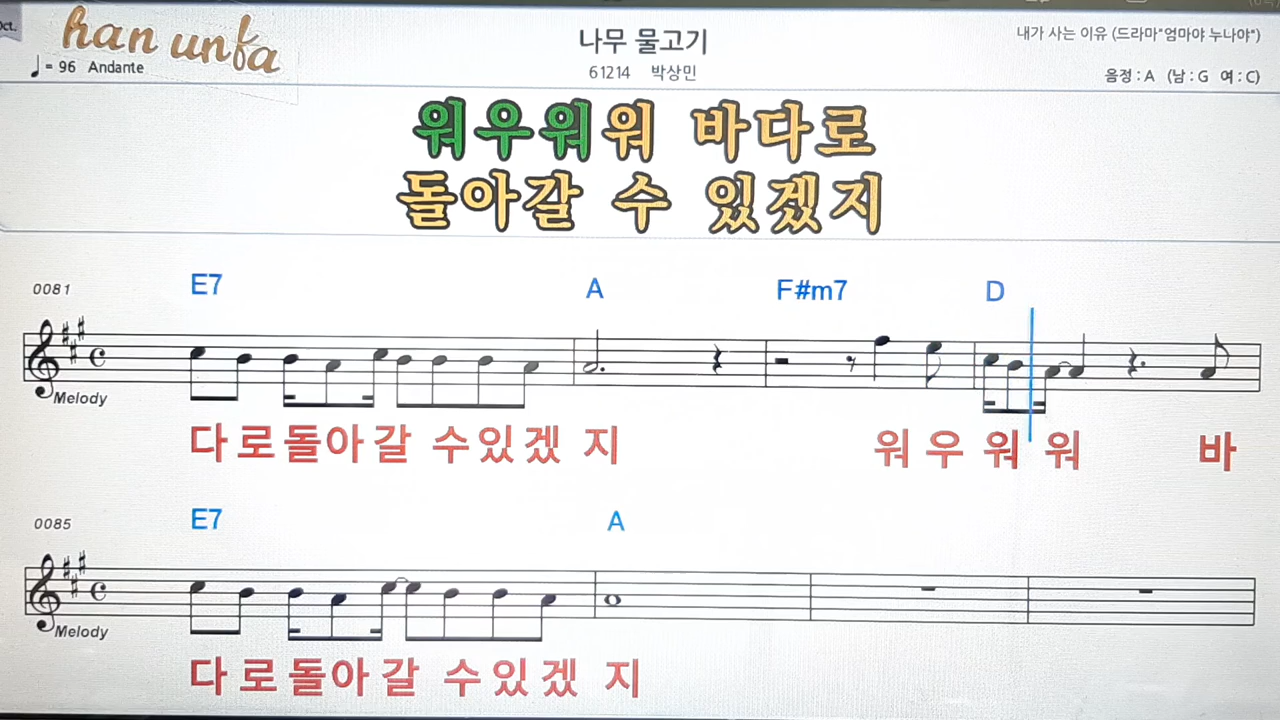 Oct.
han unfa
♩= 96 Andante
나무 물고기
61214 박상민
내가 사는 이유 (드라마"엄마야 누나야")
음정 : A (남 : G 여 : C)
워우워워 바다로
돌아갈 수 있겠지
0081
E7 A F#m7 D
Melody
다로돌아갈 수있겠 지 워 우 워 워 바
0085
E7 A
Melody
다로돌아갈 수있겠 지